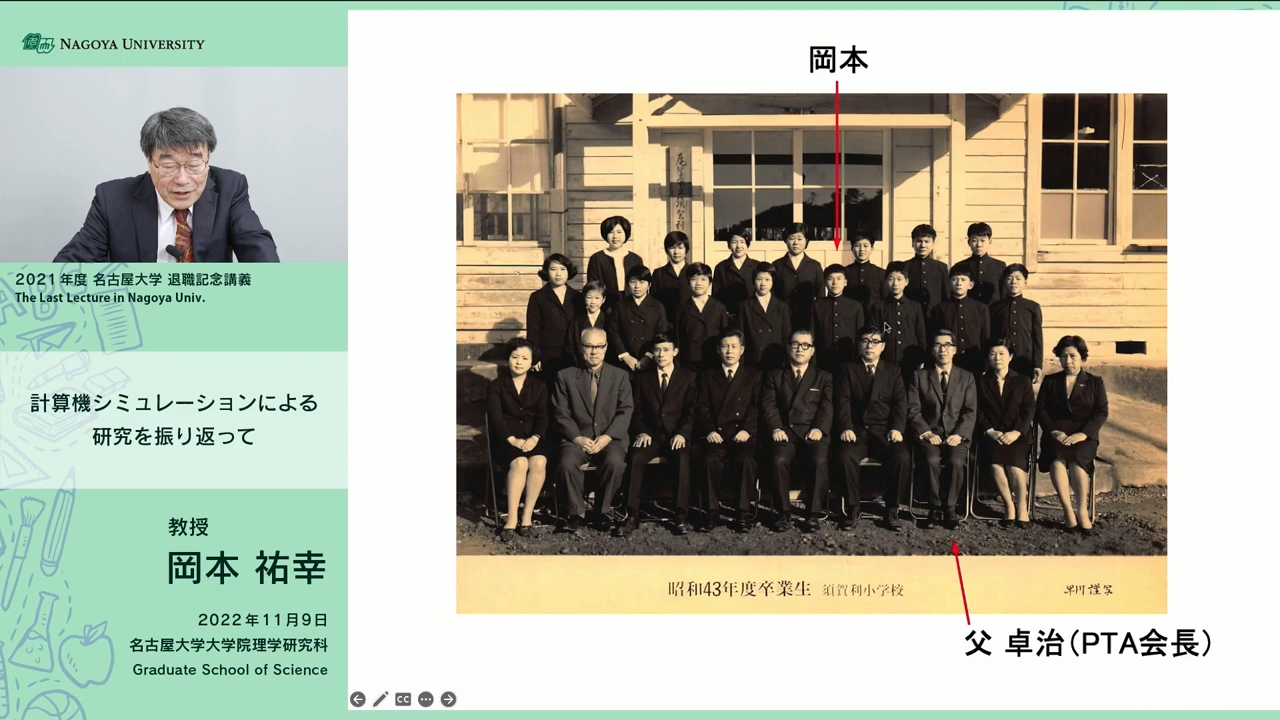 NAGOYA UNIVERSITY
2021年度 名古屋大学 退職記念講義
The Last Lecture in Nagoya Univ.
計算機シミュレーションによる
研究を振り返って
教授
岡本 祐幸
2022年11月9日
名古屋大学大学院理学研究科
Graduate School of Science
岡本
昭和43年度卒業生 須賀利小学校
早川謹写
父 卓治(PTA会長)
CC